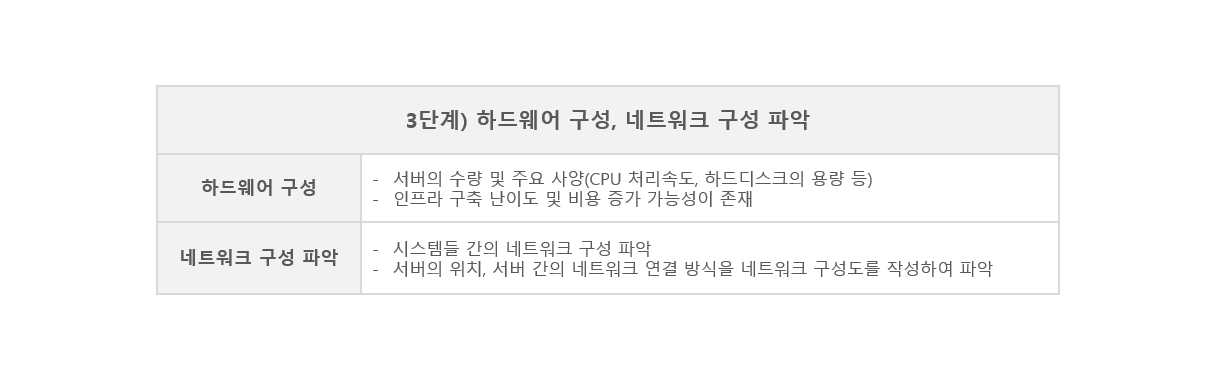 3단계) 하드웨어 구성, 네트워크 구성 파악
하드웨어 구성
- 서버의 수량 및 주요 사양(CPU 처리속도, 하드디스크의 용량 등)
- 인프라 구축 난이도 및 비용 증가 가능성이 존재
네트워크 구성 파악
- 시스템들 간의 네트워크 구성 파악
- 서버의 위치, 서버 간의 네트워크 연결 방식을 네트워크 구성도를 작성하여 파악